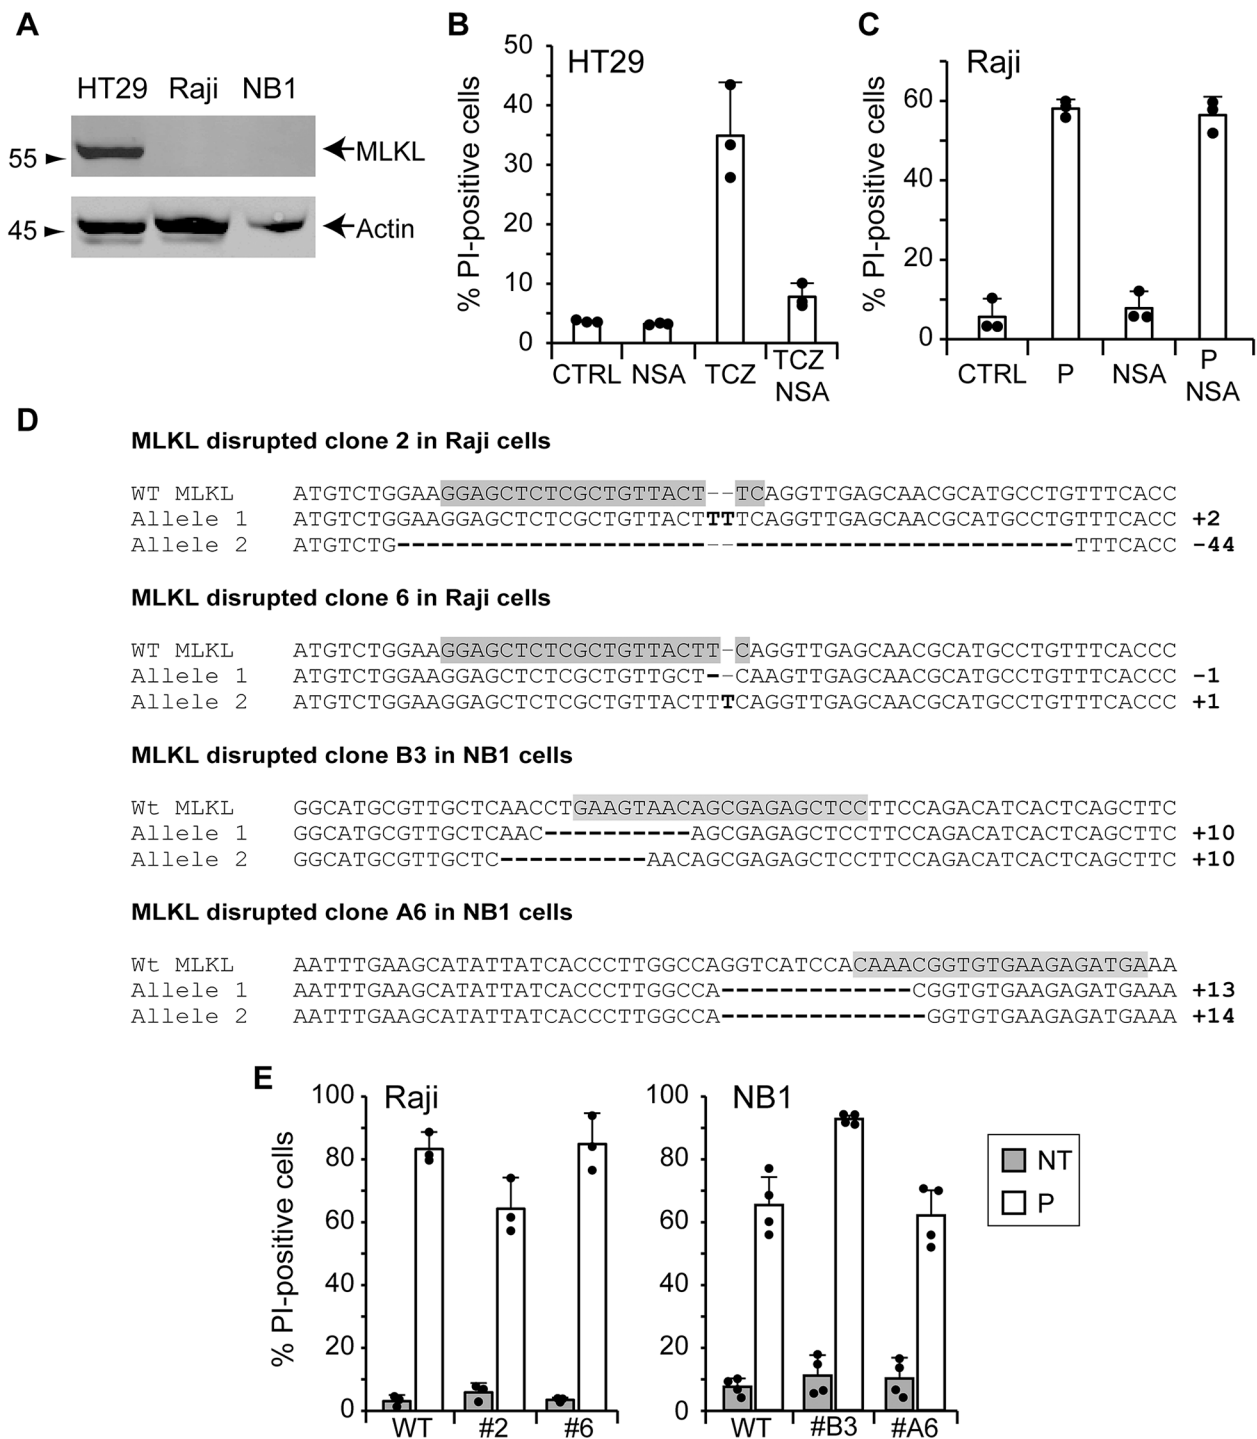 A
HT29 Raji NB1
55
MLKL
45
Actin
B
HT29
% PI-positive cells
50
40
30
20
10
0
CTRL NSA TCZ TCZ
NSA
C
Raji
% PI-positive cells
60
40
20
0
CTRL P NSA P
NSA
D
MLKL disrupted clone 2 in Raji cells
WT MLKL ATGTCTGGAAGGAGCTCTCGCTGTTACT--TCAGGTTGAGCAACGCATGCCTGTTTCACC
Allele 1 ATGTCTGGAAGGAGCTCTCGCTGTTACTTTTCAGGTTGAGCAACGCATGCCTGTTTCACC +2
Allele 2 ATGTCTG----------------------------------------------TTTCACC -44
MLKL disrupted clone 6 in Raji cells
WT MLKL ATGTCTGGAAGGAGCTCTCGCTGTTACTT-CAGGTTGAGCAACGCATGCCTGTTTCACCC
Allele 1 ATGTCTGGAAGGAGCTCTCGCTGTTGCT--CAAGTTGAGCAACGCATGCCTGTTTCACCC -1
Allele 2 ATGTCTGGAAGGAGCTCTCGCTGTTACTTTCAGGTTGAGCAACGCATGCCTGTTTCACCC +1
MLKL disrupted clone B3 in NB1 cells
Wt MLKL GGCATGCGTTGCTCAACCTGAAGTAACAGCGAGAGCTCCTTCCAGACATCACTCAGCTTC
Allele 1 GGCATGCGTTGCTCAAC----------AGCGAGAGCTCCTTCCAGACATCACTCAGCTTC +10
Allele 2 GGCATGCGTTGCTC----------AACAGCGAGAGCTCCTTCCAGACATCACTCAGCTTC +10
MLKL disrupted clone A6 in NB1 cells
Wt MLKL AATTTGAAGCATATTATCACCCTTGGCCAGGTCATCCACAAACGGTGTGAAGAGATGAAA
Allele 1 AATTTGAAGCATATTATCACCCTTGGCCA-------------CGGTGTGAAGAGATGAAA +13
Allele 2 AATTTGAAGCATATTATCACCCTTGGCCA--------------GGTGTGAAGAGATGAAA +14
E
Raji
% PI-positive cells
100
80
60
40
20
0
WT #2 #6
NB1
100
80
60
40
20
0
WT #B3 #A6
NT
P